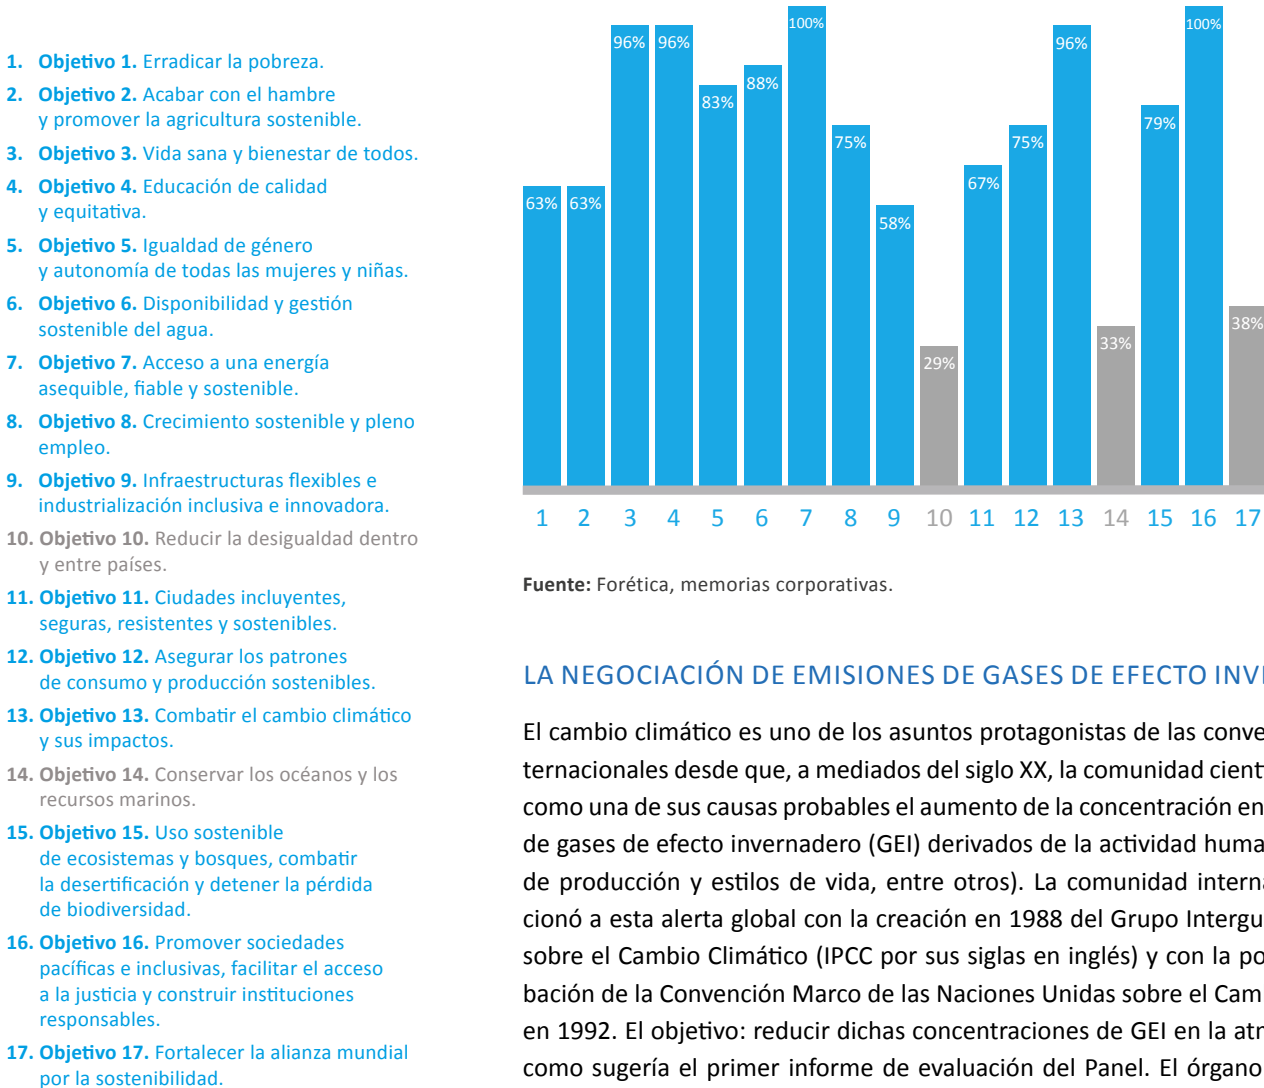 1. Objetivo 1. Erradicar la pobreza.
2. Objetivo 2. Acabar con el hambre
y promover la agricultura sostenible.
3. Objetivo 3. Vida sana y bienestar de todos.
4. Objetivo 4. Educación de calidad
y equitativa.
5. Objetivo 5. Igualdad de género
y autonomía de todas las mujeres y niñas.
6. Objetivo 6. Disponibilidad y gestión
sostenible del agua.
7. Objetivo 7. Acceso a una energía
asequible, fiable y sostenible.
8. Objetivo 8. Crecimiento sostenible y pleno
empleo.
9. Objetivo 9. Infraestructuras flexibles e
industrialización inclusiva e innovadora.
10. Objetivo 10. Reducir la desigualdad dentro
y entre países.
11. Objetivo 11. Ciudades incluyentes,
seguras, resistentes y sostenibles.
12. Objetivo 12. Asegurar los patrones
de consumo y producción sostenibles.
13. Objetivo 13. Combatir el cambio climático
y sus impactos.
14. Objetivo 14. Conservar los océanos y los
recursos marinos.
15. Objetivo 15. Uso sostenible
de ecosistemas y bosques, combatir
la desertificación y detener la pérdida
de biodiversidad.
16. Objetivo 16. Promover sociedades
pacíficas e inclusivas, facilitar el acceso
a la justicia y construir instituciones
responsables.
17. Objetivo 17. Fortalecer la alianza mundial
por la sostenibilidad.
63% 63% 96% 96% 83% 88% 100% 75% 58% 29% 67% 75% 96% 33% 79% 100% 38%
1 2 3 4 5 6 7 8 9 10 11 12 13 14 15 16 17
Fuente: Forética, memorias corporativas.
LA NEGOCIACIÓN DE EMISIONES DE GASES DE EFECTO INVE
El cambio climático es uno de los asuntos protagonistas de las conve
ternacionales desde que, a mediados del siglo XX, la comunidad cient
como una de sus causas probables el aumento de la concentración en
de gases de efecto invernadero (GEI) derivados de la actividad huma
de producción y estilos de vida, entre otros). La comunidad interna
cionó a esta alerta global con la creación en 1988 del Grupo Intergu
sobre el Cambio Climático (IPCC por sus siglas en inglés) y con la po
bación de la Convención Marco de las Naciones Unidas sobre el Cam
en 1992. El objetivo: reducir dichas concentraciones de GEI en la atm
como sugería el primer informe de evaluación del Panel. El órgano